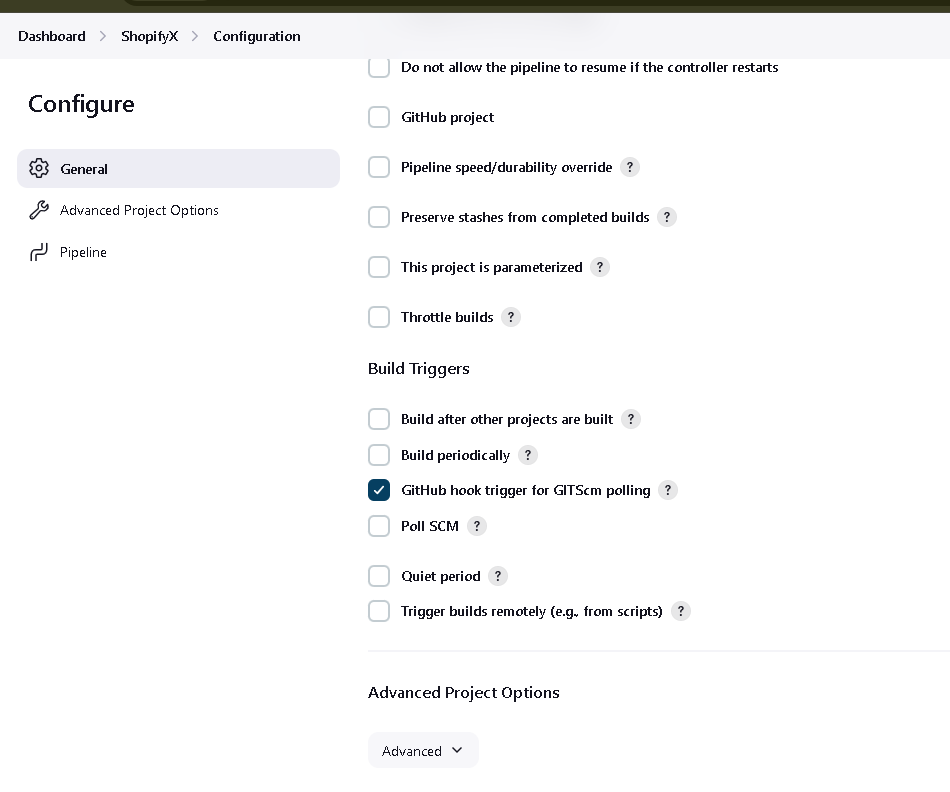 Dashboard > ShopifyX > Configuration
Configure
General
Advanced Project Options
Pipeline
Do not allow the pipeline to resume if the controller restarts
GitHub project
Pipeline speed/durability override ?
Preserve stashes from completed builds ?
This project is parameterized ?
Throttle builds ?
Build Triggers
Build after other projects are built ?
Build periodically ?
GitHub hook trigger for GITScm polling ?
Poll SCM ?
Quiet period ?
Trigger builds remotely (e.g., from scripts) ?
Advanced Project Options
Advanced